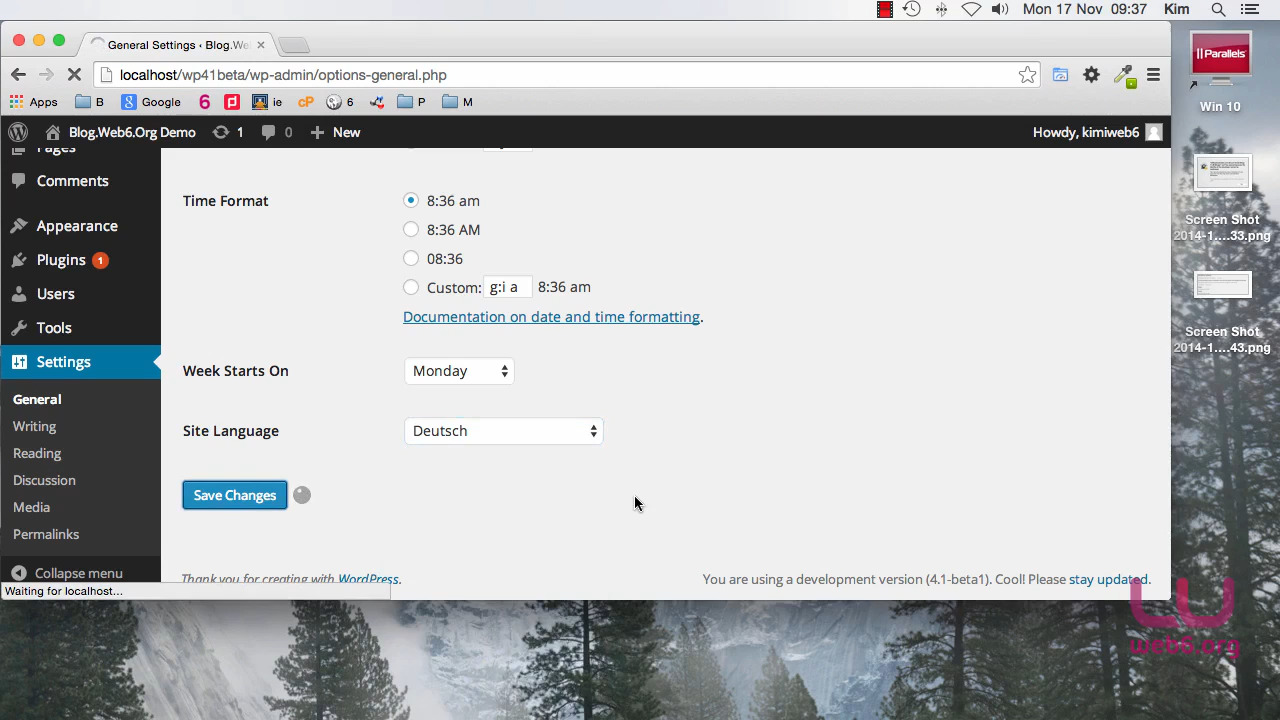 Mon 17 Nov 09:37 Kim
General Settings ‹ Blog.We
localhost/wp41beta/wp-admin/options-general.php
Apps B Google 6 ie cP 6 P M
Blog.Web6.Org Demo 1 0 New Howdy, kimiweb6
Pages
Comments
Appearance
Plugins 1
Users
Tools
Settings
General
Writing
Reading
Discussion
Media
Permalinks
Collapse menu
Time Format
8:36 am
8:36 AM
08:36
Custom: g:i a 8:36 am
Documentation on date and time formatting.
Week Starts On Monday
Site Language Deutsch
Save Changes
Thank you for creating with WordPress.
You are using a development version (4.1-beta1). Cool! Please stay updated.
Waiting for localhost...
|| Parallels
Win 10
Screen Shot
2014-1....33.png
Screen Shot
2014-1....43.png
web6.org